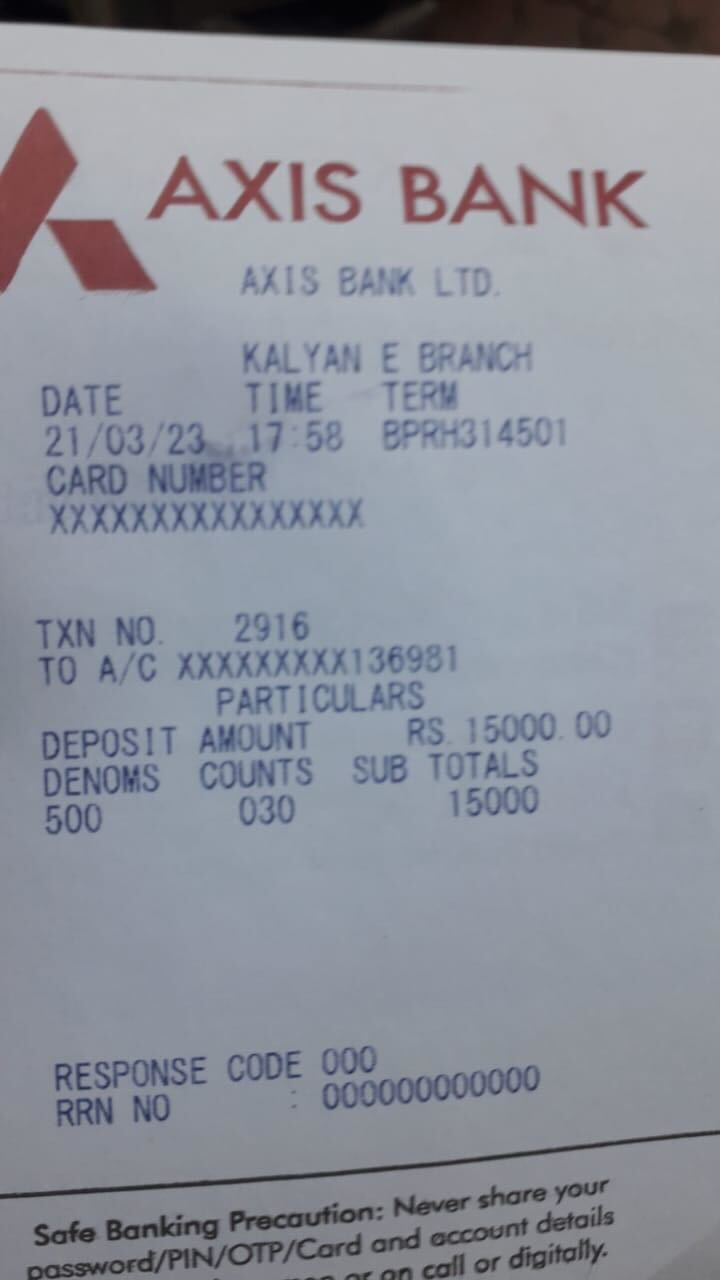 AXIS BANK
AXIS BANK LTD.
KALYAN E BRANCH
DATE TIME TERM
21/03/23 17:58 BPRH314501
CARD NUMBER
XXXXXXXXXXXXXXXX
TXN NO. 2916
TO A/C XXXXXXXXX136981
PARTICULARS
DEPOSIT AMOUNT RS. 15000.00
DENOMS COUNTS SUB TOTALS
500 030 15000
RESPONSE CODE 000
RRN NO : 000000000000
Safe Banking Precaution: Never share your
password/PIN/OTP/Card and account details
or on call or digitally.